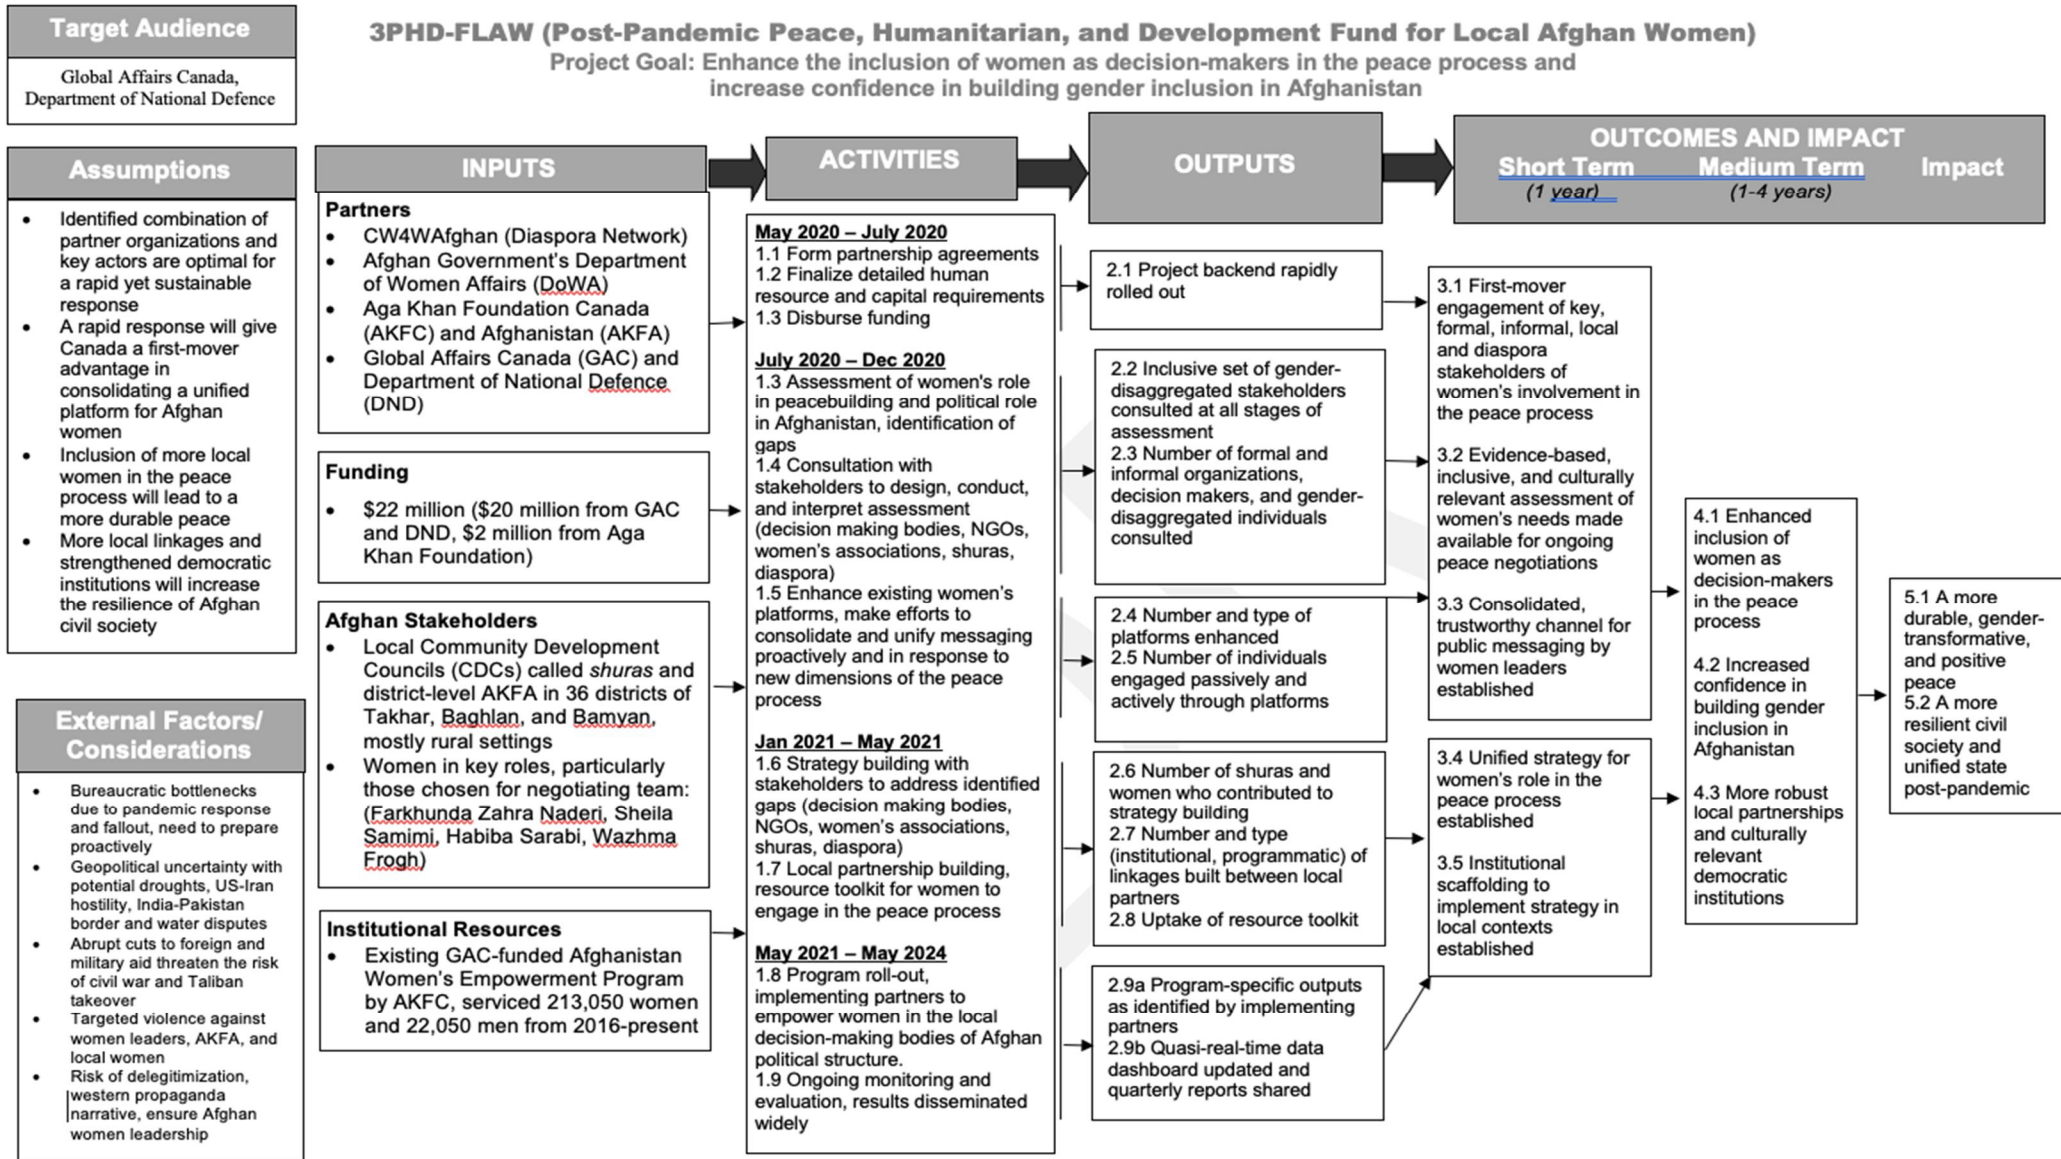 Target Audience
Global Affairs Canada,
Department of National Defence
3PHD-FLAW (Post-Pandemic Peace, Humanitarian, and Development Fund for Local Afghan Women)
Project Goal: Enhance the inclusion of women as decision-makers in the peace process and
increase confidence in building gender inclusion in Afghanistan
Assumptions
• Identified combination of
partner organizations and
key actors are optimal for
a rapid yet sustainable
response
• A rapid response will give
Canada a first-mover
advantage in
consolidating a unified
platform for Afghan
women
• Inclusion of more local
women in the peace
process will lead to a
more durable peace
• More local linkages and
strengthened democratic
institutions will increase
the resilience of Afghan
civil society
External Factors/
Considerations
• Bureaucratic bottlenecks
due to pandemic response
and fallout, need to prepare
proactively
• Geopolitical uncertainty with
potential droughts, US-Iran
hostility, India-Pakistan
border and water disputes
• Abrupt cuts to foreign and
military aid threaten the risk
of civil war and Taliban
takeover
• Targeted violence against
women leaders, AKFA, and
local women
• Risk of delegitimization,
western propaganda
narrative, ensure Afghan
women leadership
INPUTS
Partners
• CW4WAfghan (Diaspora Network)
• Afghan Government's Department
of Women Affairs (DoWA)
• Aga Khan Foundation Canada
(AKFC) and Afghanistan (AKFA)
• Global Affairs Canada (GAC) and
Department of National Defence
(DND)
Funding
• $22 million ($20 million from GAC
and DND, $2 million from Aga
Khan Foundation)
Afghan Stakeholders
• Local Community Development
Councils (CDCs) called shuras and
district-level AKFA in 36 districts of
Takhar, Baghlan, and Bamyan,
mostly rural settings
• Women in key roles, particularly
those chosen for negotiating team:
(Farkhunda Zahra Naderi, Sheila
Samimi, Habiba Sarabi, Wazhma
Frogh)
Institutional Resources
• Existing GAC-funded Afghanistan
Women's Empowerment Program
by AKFC, serviced 213,050 women
and 22,050 men from 2016-present
ACTIVITIES
May 2020 – July 2020
1.1 Form partnership agreements
1.2 Finalize detailed human
resource and capital requirements
1.3 Disburse funding
July 2020 – Dec 2020
1.3 Assessment of women's role
in peacebuilding and political role
in Afghanistan, identification of
gaps
1.4 Consultation with
stakeholders to design, conduct,
and interpret assessment
(decision making bodies, NGOs,
women's associations, shuras,
diaspora)
1.5 Enhance existing women's
platforms, make efforts to
consolidate and unify messaging
proactively and in response to
new dimensions of the peace
process
Jan 2021 – May 2021
1.6 Strategy building with
stakeholders to address identified
gaps (decision making bodies,
NGOs, women's associations,
shuras, diaspora)
1.7 Local partnership building,
resource toolkit for women to
engage in the peace process
May 2021 – May 2024
1.8 Program roll-out,
implementing partners to
empower women in the local
decision-making bodies of Afghan
political structure.
1.9 Ongoing monitoring and
evaluation, results disseminated
widely
OUTPUTS
2.1 Project backend rapidly
rolled out
2.2 Inclusive set of gender-
disaggregated stakeholders
consulted at all stages of
assessment
2.3 Number of formal and
informal organizations,
decision makers, and gender-
disaggregated individuals
consulted
2.4 Number and type of
platforms enhanced
2.5 Number of individuals
engaged passively and
actively through platforms
2.6 Number of shuras and
women who contributed to
strategy building
2.7 Number and type
(institutional, programmatic) of
linkages built between local
partners
2.8 Uptake of resource toolkit
2.9a Program-specific outputs
as identified by implementing
partners
2.9b Quasi-real-time data
dashboard updated and
quarterly reports shared
OUTCOMES AND IMPACT
Short Term Medium Term Impact
(1 year) (1-4 years)
3.1 First-mover
engagement of key,
formal, informal, local
and diaspora
stakeholders of
women's involvement in
the peace process
3.2 Evidence-based,
inclusive, and culturally
relevant assessment of
women's needs made
available for ongoing
peace negotiations
3.3 Consolidated,
trustworthy channel for
public messaging by
women leaders
established
3.4 Unified strategy for
women's role in the
peace process
established
3.5 Institutional
scaffolding to
implement strategy in
local contexts
established
4.1 Enhanced
inclusion of
women as
decision-makers
in the peace
process
4.2 Increased
confidence in
building gender
inclusion in
Afghanistan
4.3 More robust
local partnerships
and culturally
relevant
democratic
institutions
5.1 A more
durable, gender-
transformative,
and positive
peace
5.2 A more
resilient civil
society and
unified state
post-pandemic